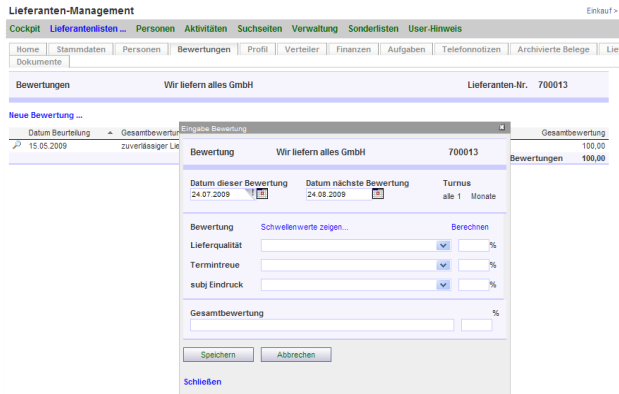 Lieferanten-Management
Einkauf >
Cockpit Lieferantenlisten ... Personen Aktivitäten Suchseiten Verwaltung Sonderlisten User-Hinweis
Home Stammdaten Personen Bewertungen Profil Verteiler Finanzen Aufgaben Telefonnotizen Archivierte Belege Lie
Dokumente
Bewertungen Wir liefern alles GmbH Lieferanten-Nr. 700013
Neue Bewertung ...
Datum Beurteilung Gesamtbewertun Gesamtbewertung
15.05.2009 zuverlässiger Lie 100,00
Bewertungen 100,00
Eingabe Bewertung
Bewertung Wir liefern alles GmbH 700013
Datum dieser Bewertung Datum nächste Bewertung Turnus
24.07.2009 24.08.2009 alle 1 Monate
Bewertung Schwellenwerte zeigen... Berechnen
Lieferqualität %
Termintreue %
subj Eindruck %
Gesamtbewertung %
Speichern Abbrechen
Schließen